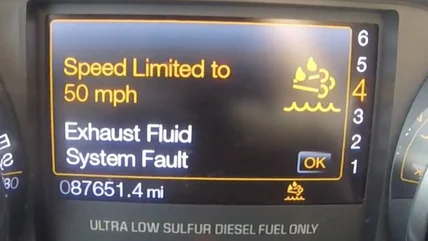 Speed Limited to
50 mph
Exhaust Fluid
System Fault
OK
087651.4 mi
6
5
4
3
2
1
80
ULTRA LOW SULFUR DIESEL FUEL ONLY